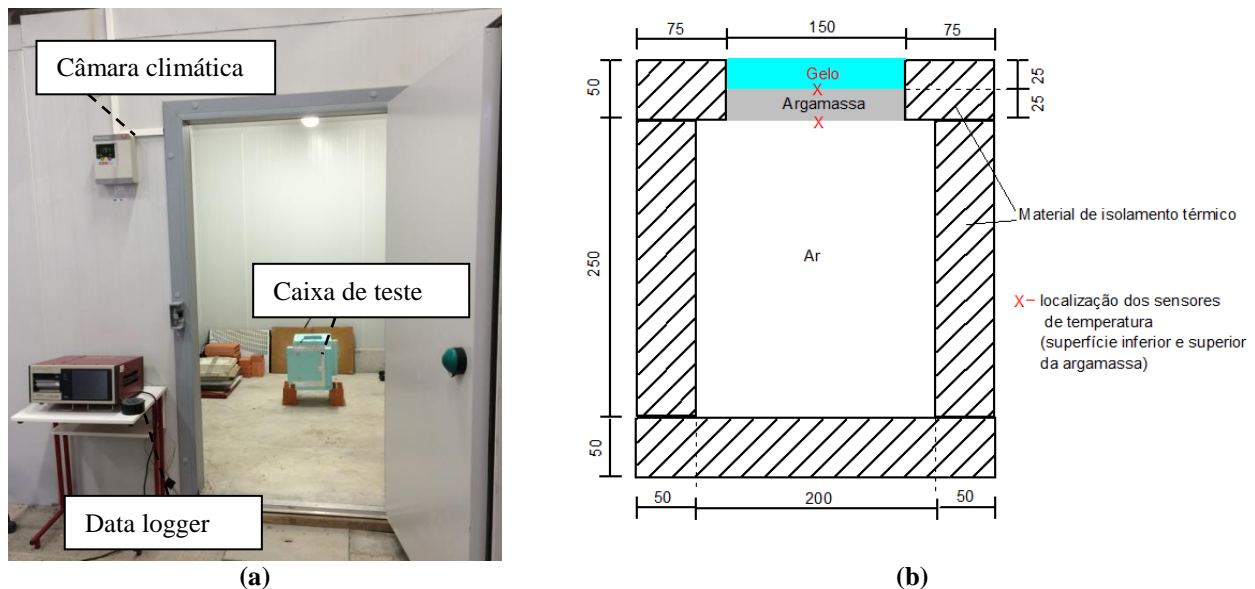 Câmara climática
Caixa de teste
Data logger
(a)
75
150
75
50
25
25
250
50
Gelo
X
Argamassa
X
Ar
Material de isolamento térmico
X- localização dos sensores
de temperatura
(superfície inferior e superior
da argamassa)
50
200
50
(b)